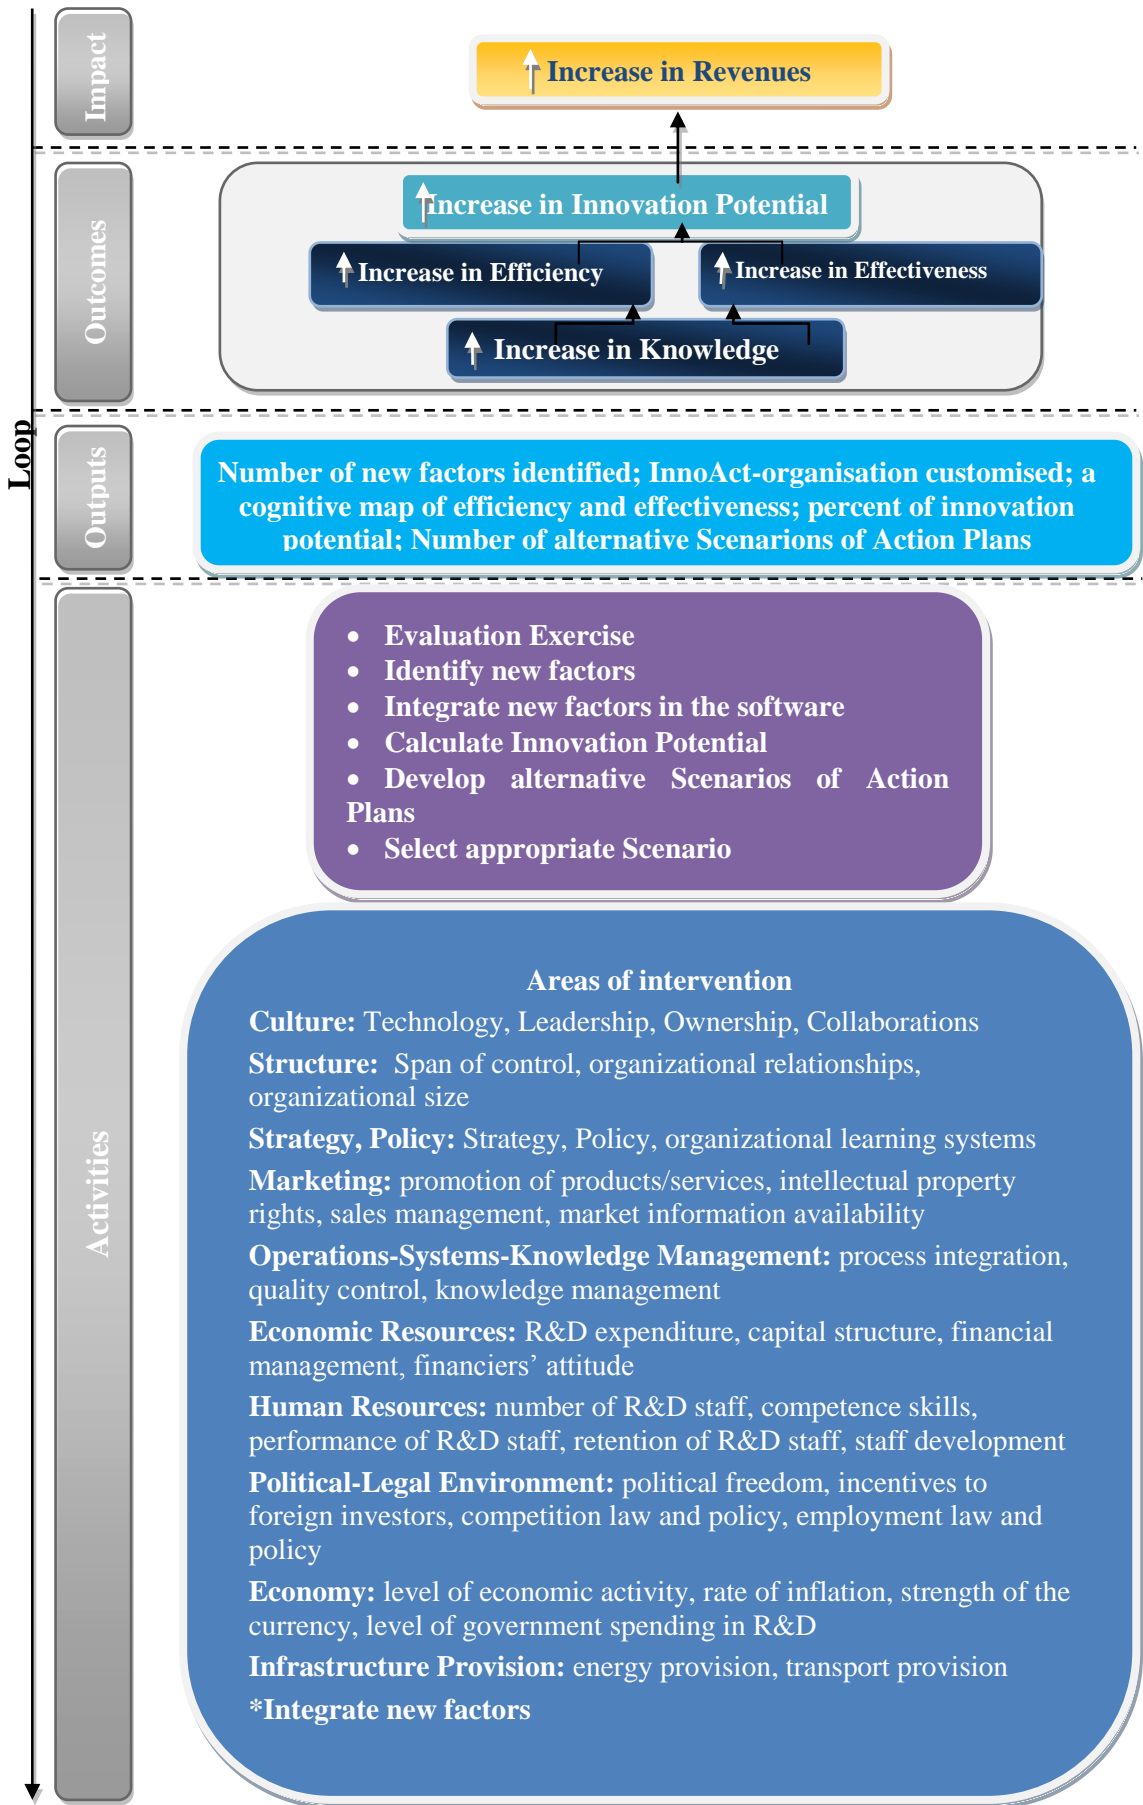 Impact
Increase in Revenues
Outcomes
Increase in Innovation Potential
Increase in Efficiency
Increase in Effectiveness
Increase in Knowledge
Loop
Outputs
Number of new factors identified; InnoAct-organisation customised; a
cognitive map of efficiency and effectiveness; percent of innovation
potential; Number of alternative Scenarions of Action Plans
Activities
• Evaluation Exercise
• Identify new factors
• Integrate new factors in the software
• Calculate Innovation Potential
• Develop alternative Scenarios of Action
Plans
• Select appropriate Scenario
Areas of intervention
Culture: Technology, Leadership, Ownership, Collaborations
Structure: Span of control, organizational relationships,
organizational size
Strategy, Policy: Strategy, Policy, organizational learning systems
Marketing: promotion of products/services, intellectual property
rights, sales management, market information availability
Operations-Systems-Knowledge Management: process integration,
quality control, knowledge management
Economic Resources: R&D expenditure, capital structure, financial
management, financiers’ attitude
Human Resources: number of R&D staff, competence skills,
performance of R&D staff, retention of R&D staff, staff development
Political-Legal Environment: political freedom, incentives to
foreign investors, competition law and policy, employment law and
policy
Economy: level of economic activity, rate of inflation, strength of the
currency, level of government spending in R&D
Infrastructure Provision: energy provision, transport provision
*Integrate new factors